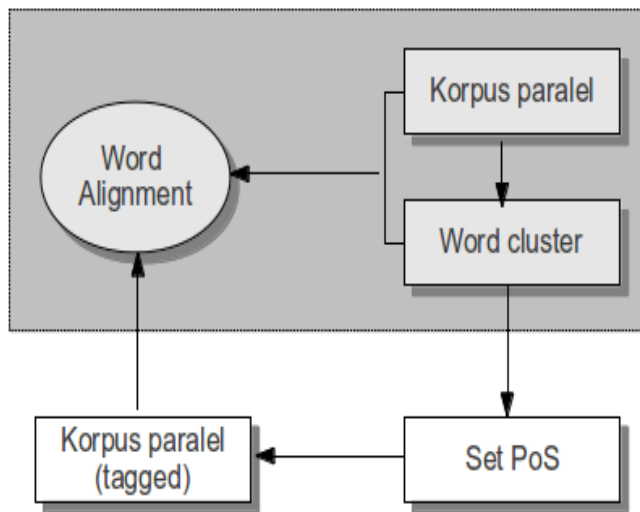 Korpus paralel
Word
Alignment
Word cluster
Korpus paralel
(tagged)
Set PoS